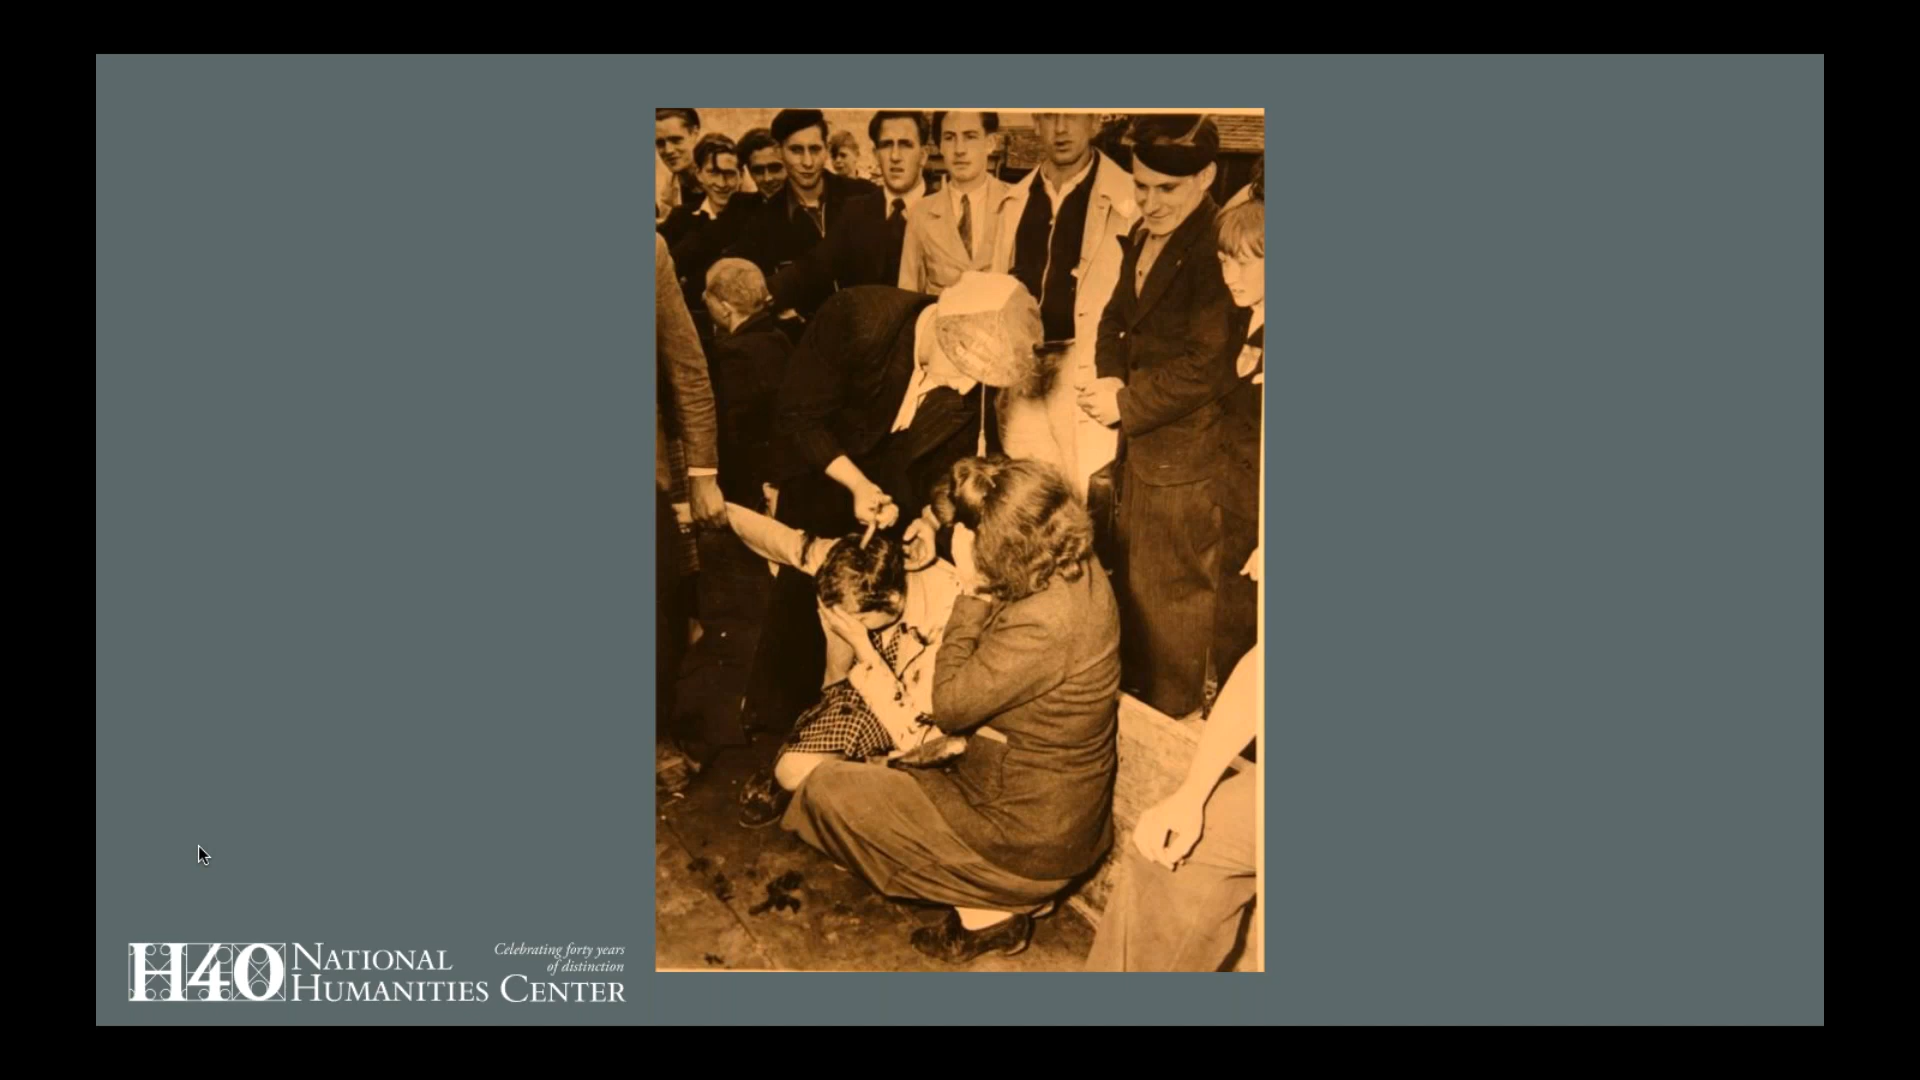 H40 NATIONAL
HUMANITIES CENTER
Celebrating forty years
of distinction